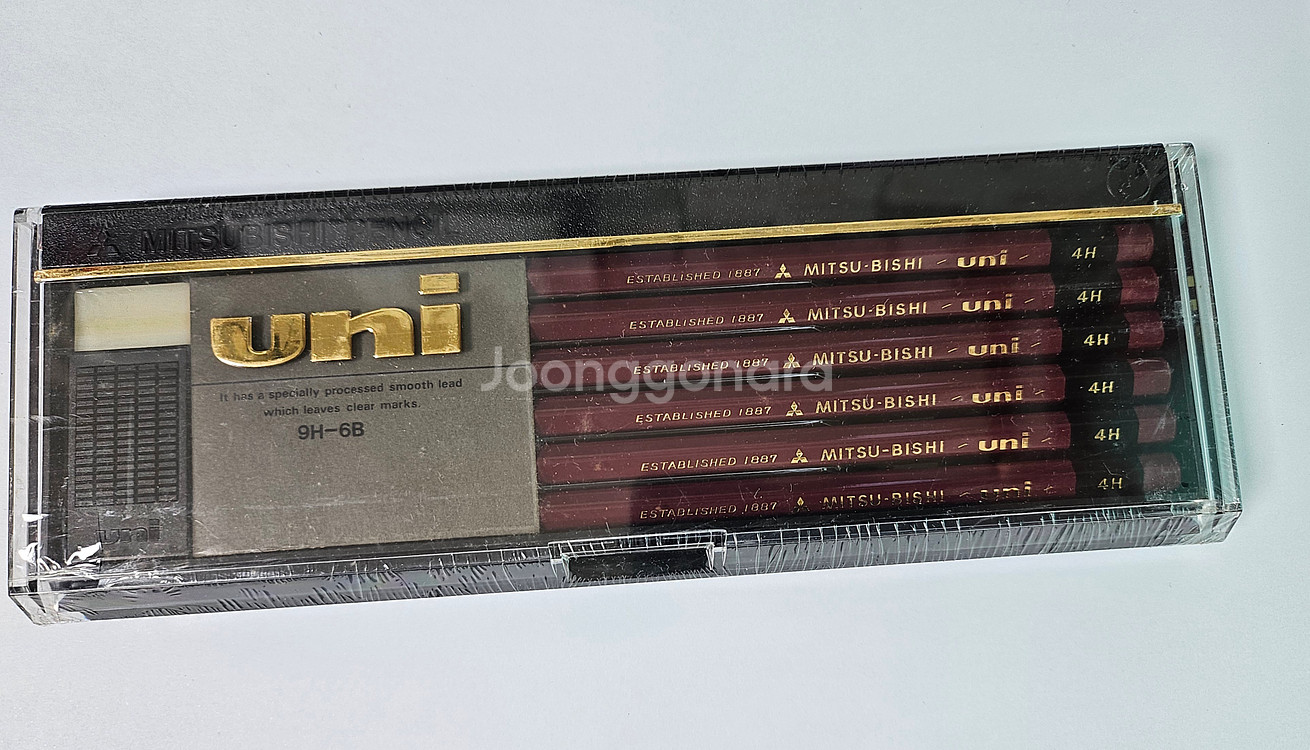 MITSUBISHI PENCIL
uni
It has a specially processed smooth lead
which leaves clear marks.
9H-6B
uni
ESTABLISHED 1887 MITSU-BISHI - uni - 4H
ESTABLISHED 1887 MITSU-BISHI - uni - 4H
ESTABLISHED 1887 MITSU-BISHI - uni - 4H
ESTABLISHED 1887 MITSU-BISHI - uni - 4H
ESTABLISHED 1887 MITSU-BISHI - uni - 4H
ESTABLISHED 1887 MITSU-BISHI - uni - 4H
Joonggonara